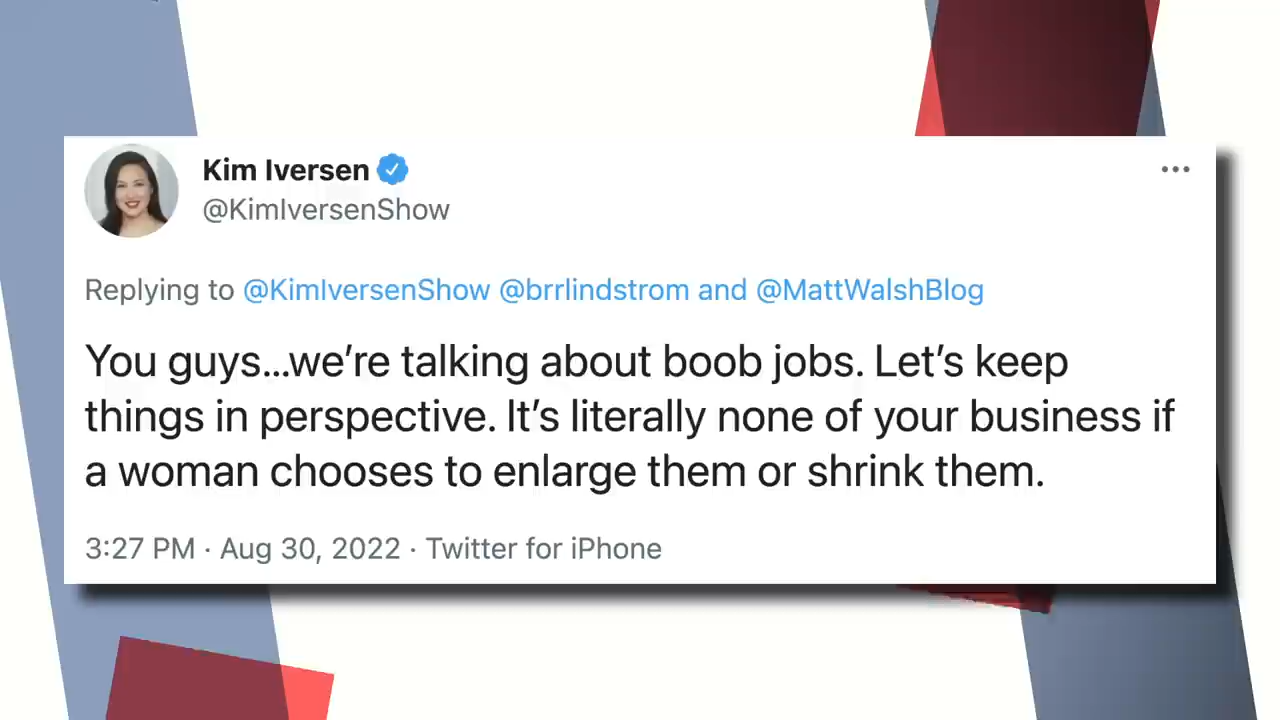 Kim Iversen
@KimIversenShow
Replying to @KimIversenShow @brrlindstrom and @MattWalshBlog
You guys...we’re talking about boob jobs. Let’s keep
things in perspective. It’s literally none of your business if
a woman chooses to enlarge them or shrink them.
3:27 PM · Aug 30, 2022 · Twitter for iPhone